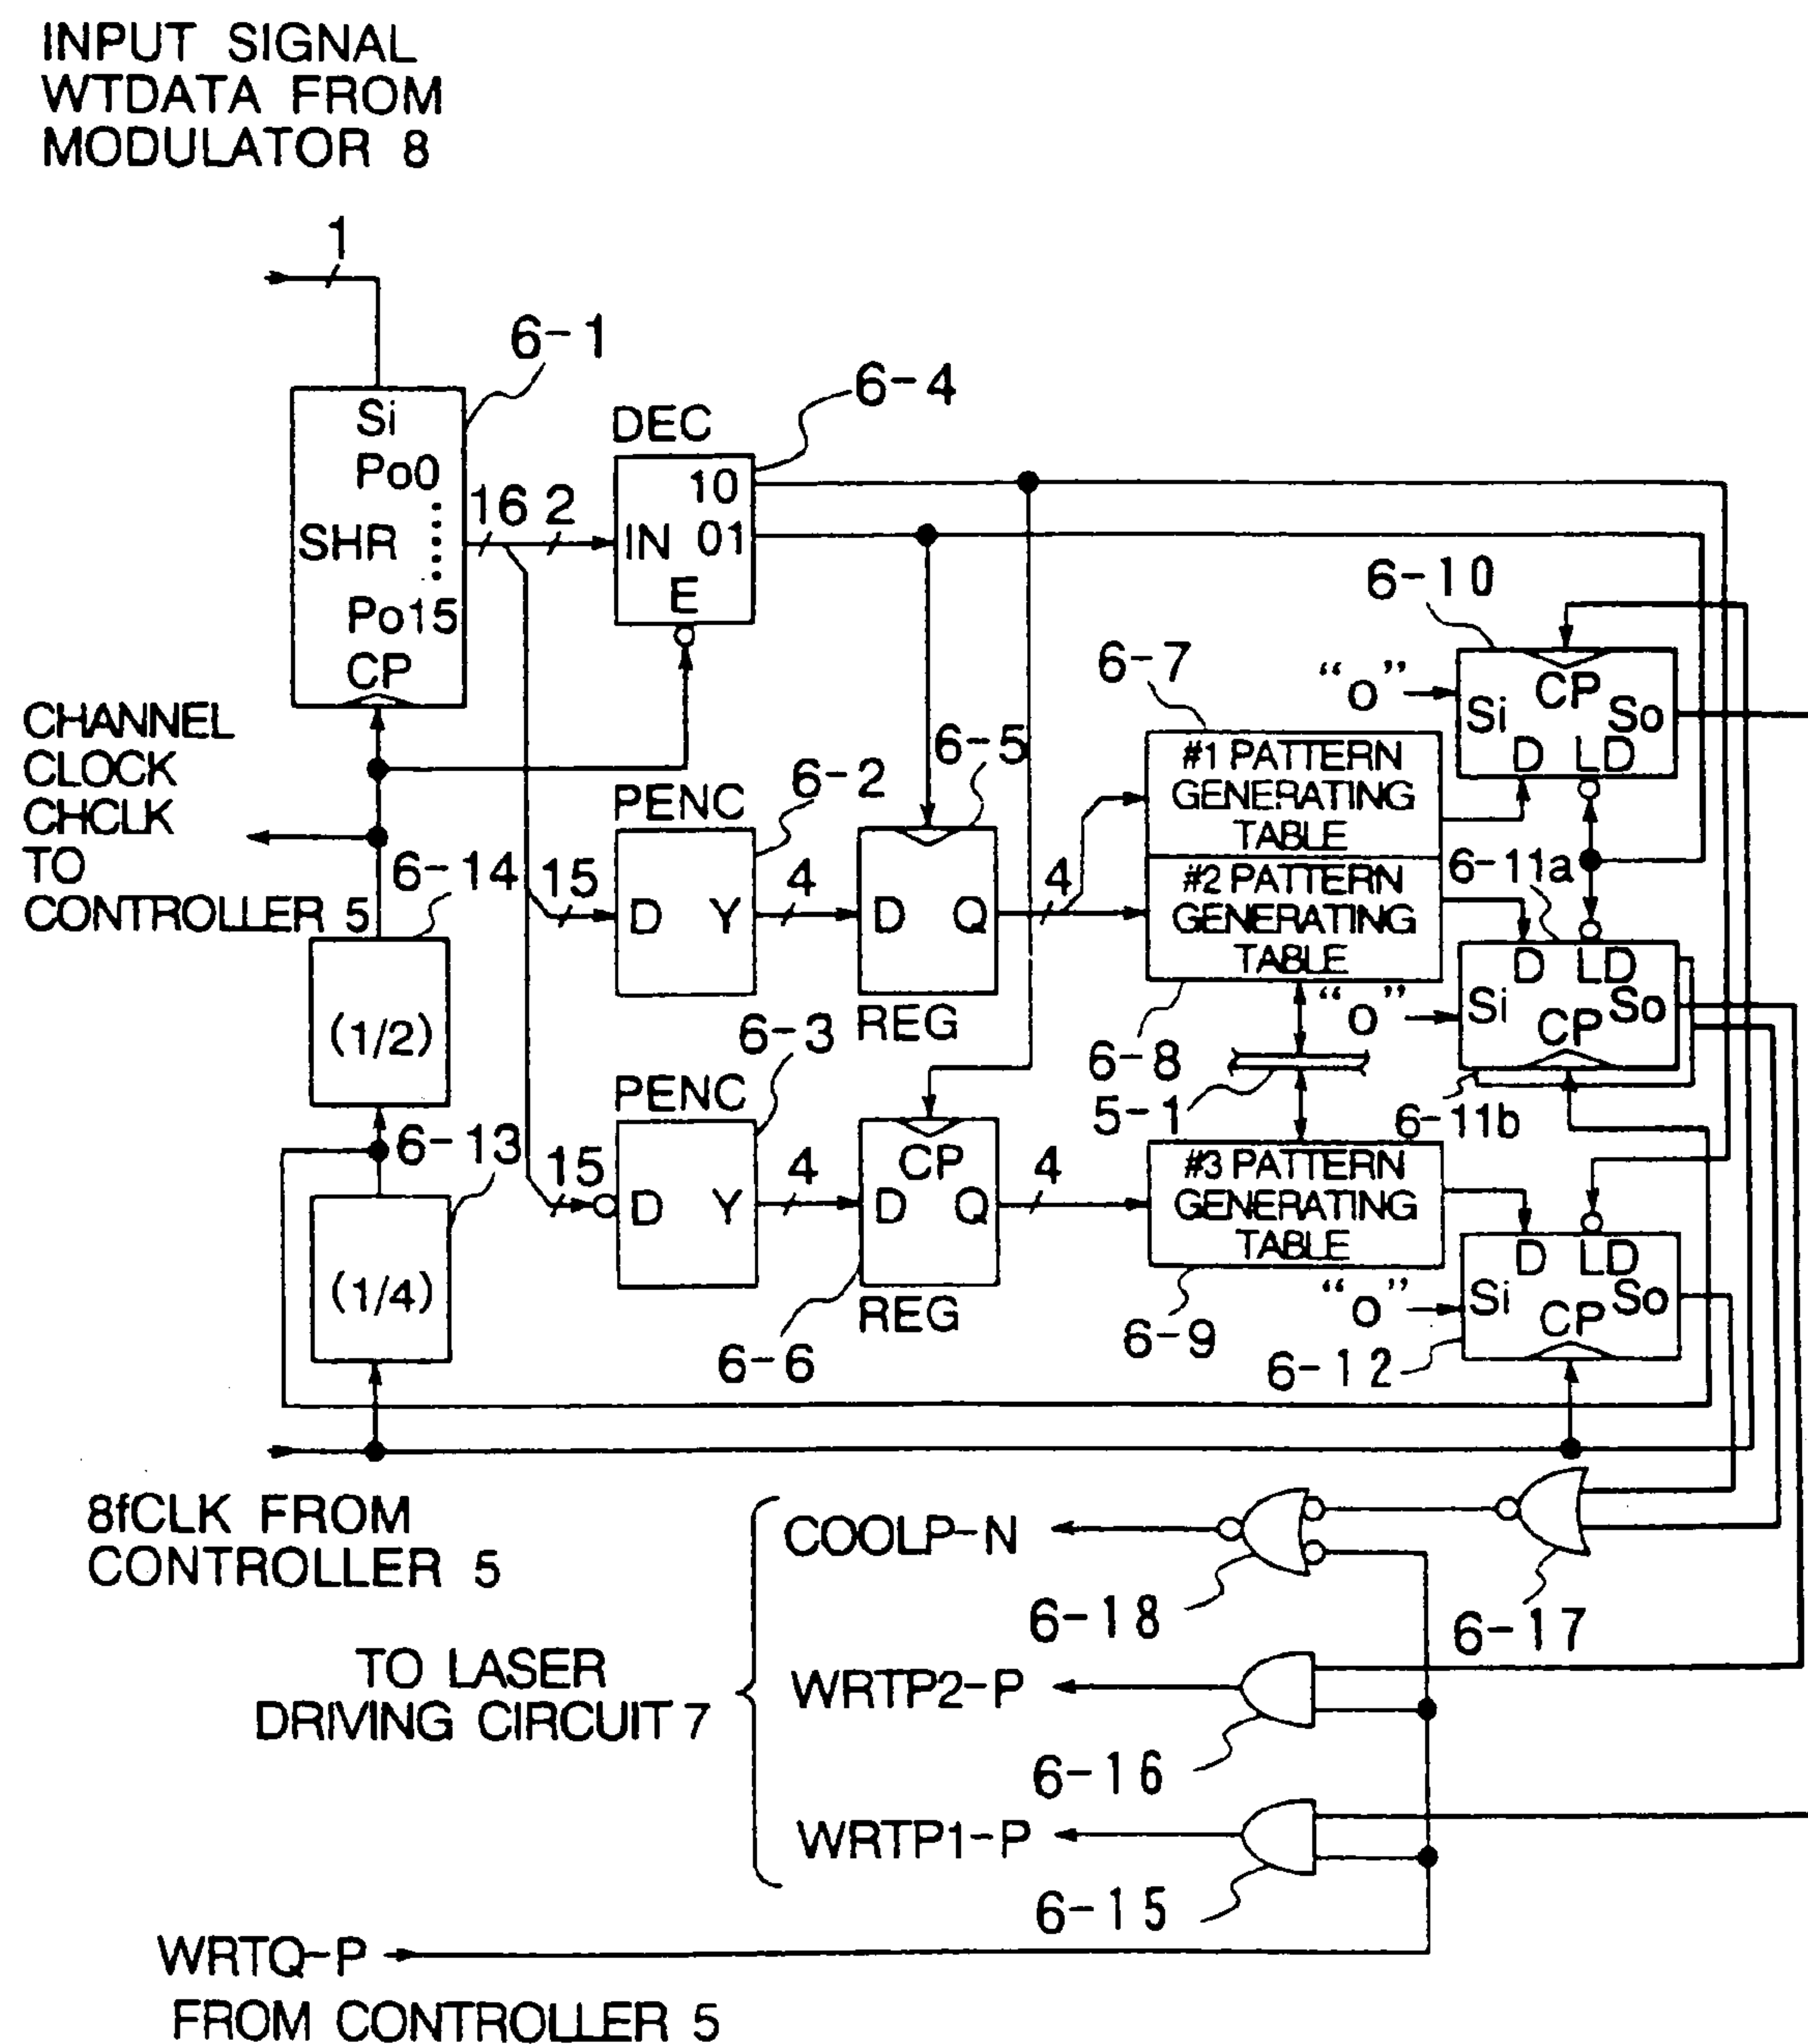 INPUT SIGNAL
WTDATA FROM
MODULATOR 8
1
6-1
Si
Po0
SHR
Po15
CP
16
2
DEC
6-4
10
IN 01
E
CHANNEL
CLOCK
CHCLK
TO
CONTROLLER 5
6-14
(1/2)
6-13
(1/4)
PENC
6-2
15
D Y
4
6-5
D Q
REG
4
PENC
6-3
15
D Y
4
CP
D Q
REG
6-6
4
6-7
#1 PATTERN
GENERATING
TABLE
#2 PATTERN
GENERATING
TABLE
6-8
5-1
#3 PATTERN
GENERATING
TABLE
6-9
6-10
“o”
Si CP So
D LD
6-11a
“o”
D LD
Si CP So
6-11b
“o”
D LD
Si CP So
6-12
8fCLK FROM
CONTROLLER 5
TO LASER
DRIVING CIRCUIT 7
COOLP-N
6-18
6-17
WRTP2-P
6-16
WRTP1-P
6-15
WRTQ-P
FROM CONTROLLER 5